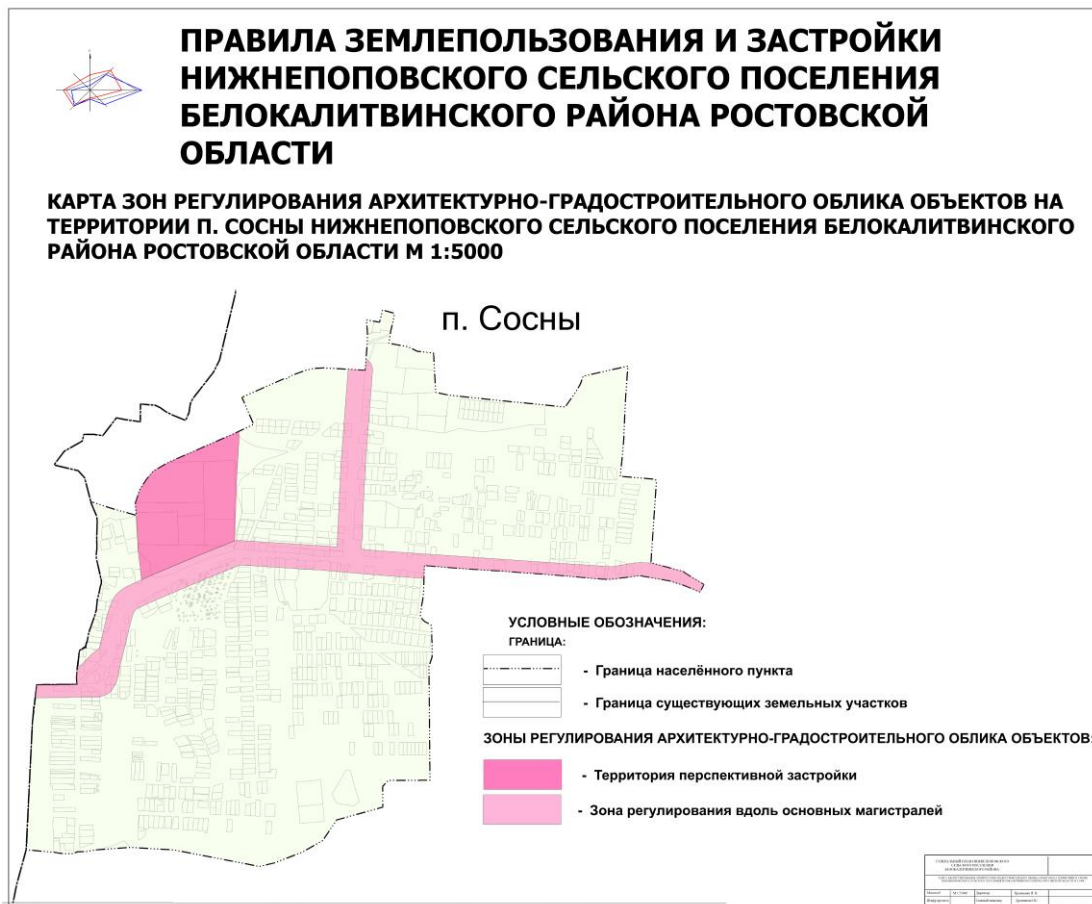 ПРАВИЛА ЗЕМЛЕПОЛЬЗОВАНИЯ И ЗАСТРОЙКИ
НИЖНЕПОПОВСКОГО СЕЛЬСКОГО ПОСЕЛЕНИЯ
БЕЛОКАЛИТВИНСКОГО РАЙОНА РОСТОВСКОЙ
ОБЛАСТИ
КАРТА ЗОН РЕГУЛИРОВАНИЯ АРХИТЕКТУРНО-ГРАДОСТРОИТЕЛЬНОГО ОБЛИКА ОБЪЕКТОВ НА
ТЕРРИТОРИИ П. СОСНЫ НИЖНЕПОПОВСКОГО СЕЛЬСКОГО ПОСЕЛЕНИЯ БЕЛОКАЛИТВИНСКОГО
РАЙОНА РОСТОВСКОЙ ОБЛАСТИ М 1:5000
п. Сосны
УСЛОВНЫЕ ОБОЗНАЧЕНИЯ:
ГРАНИЦА:
- Граница населённого пункта
- Граница существующих земельных участков
ЗОНЫ РЕГУЛИРОВАНИЯ АРХИТЕКТУРНО-ГРАДОСТРОИТЕЛЬНОГО ОБЛИКА ОБЪЕКТОВ:
- Территория перспективной застройки
- Зона регулирования вдоль основных магистралей